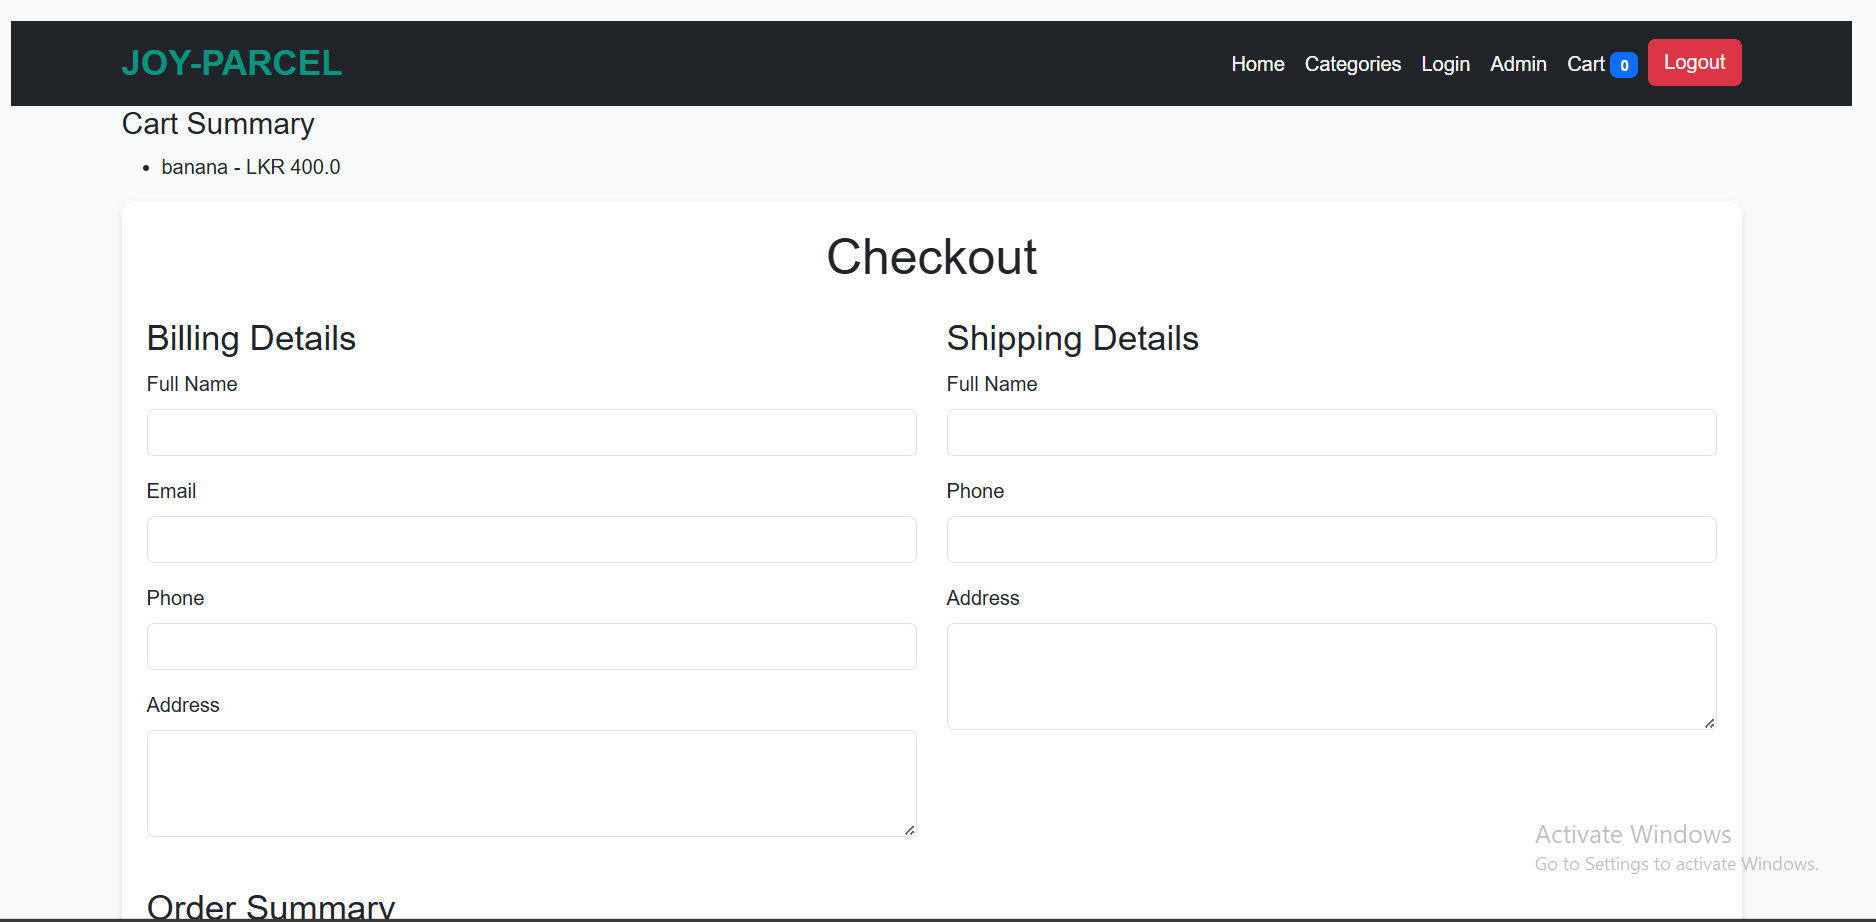 JOY-PARCEL
Home Categories Login Admin Cart 0 Logout
Cart Summary
• banana - LKR 400.0
Checkout
Billing Details
Full Name
Email
Phone
Address
Shipping Details
Full Name
Phone
Address
Order Summary
Activate Windows
Go to Settings to activate Windows.